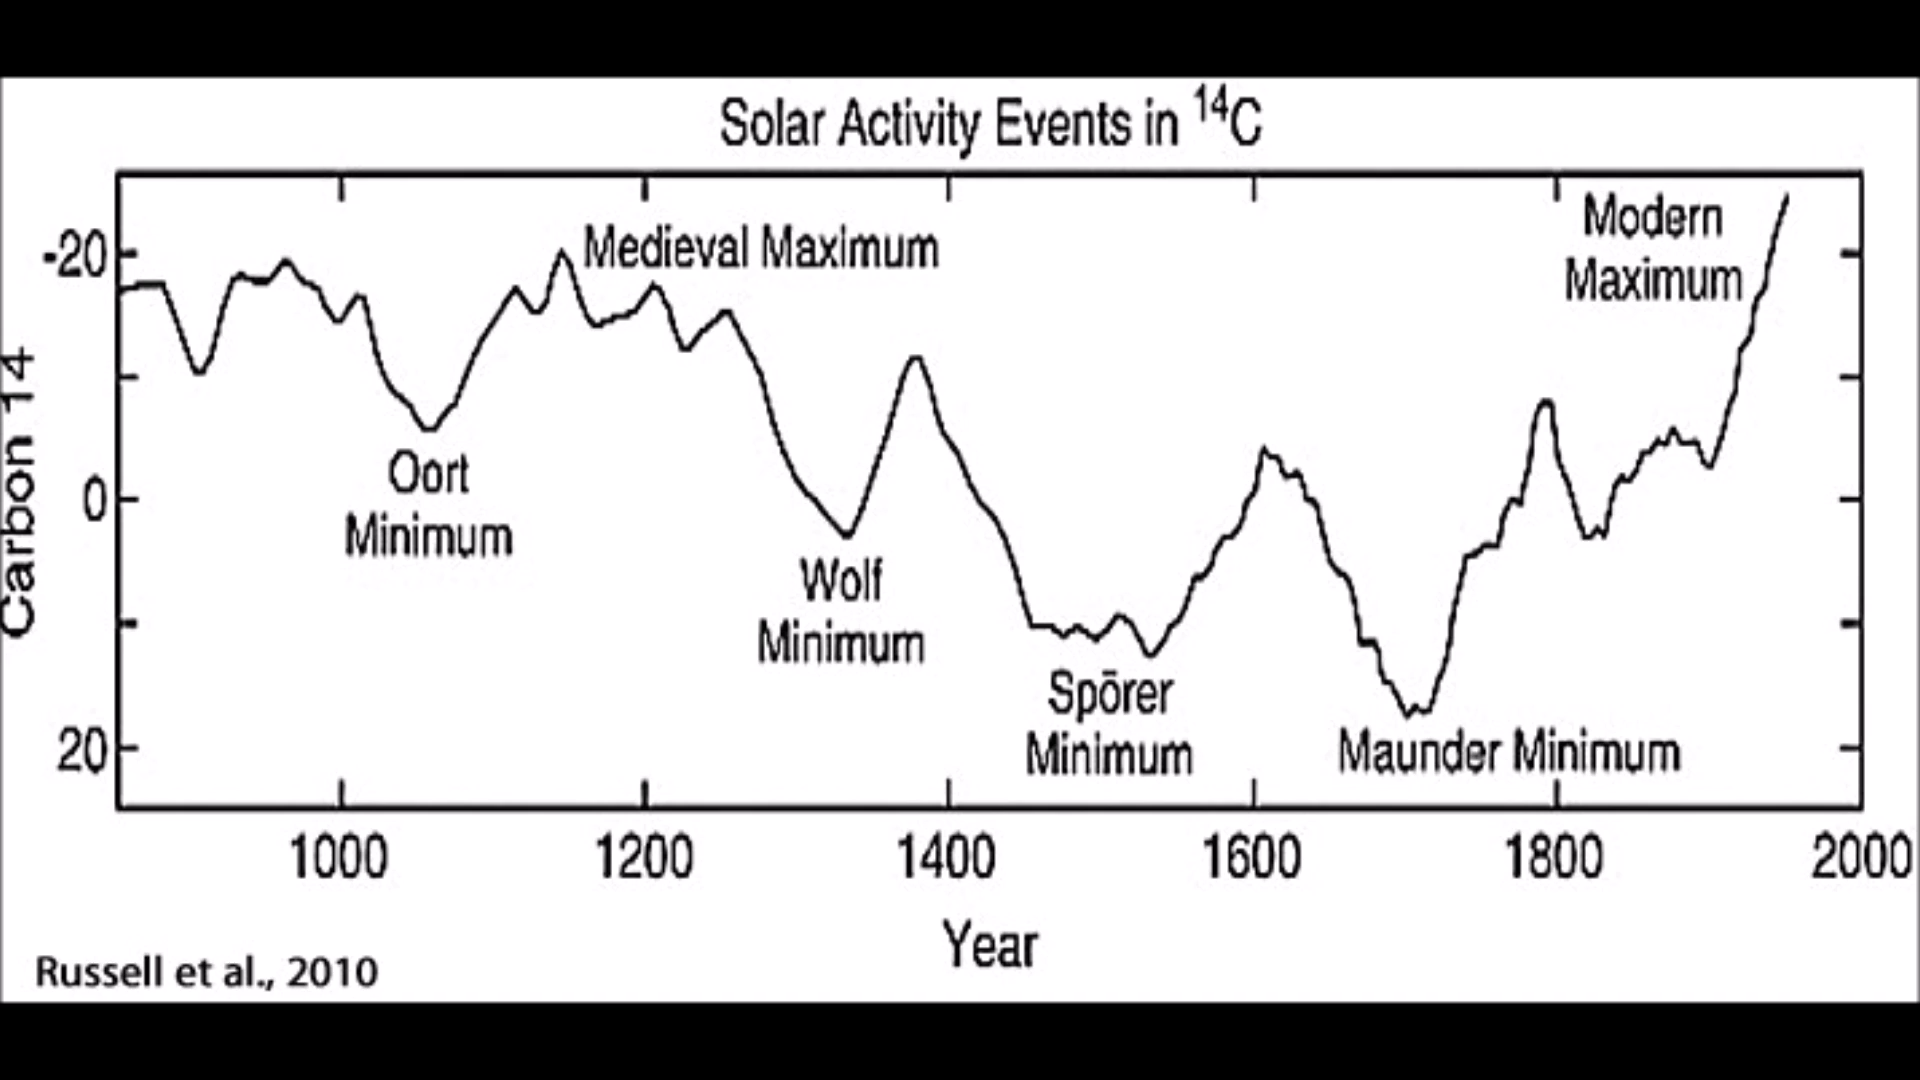 Solar Activity Events in ¹⁴C
Medieval Maximum
Modern
Maximum
-20
0
20
Carbon 14
Oort
Minimum
Wolf
Minimum
Spōrer
Minimum
Maunder Minimum
1000 1200 1400 1600 1800 2000
Year
Russell et al., 2010